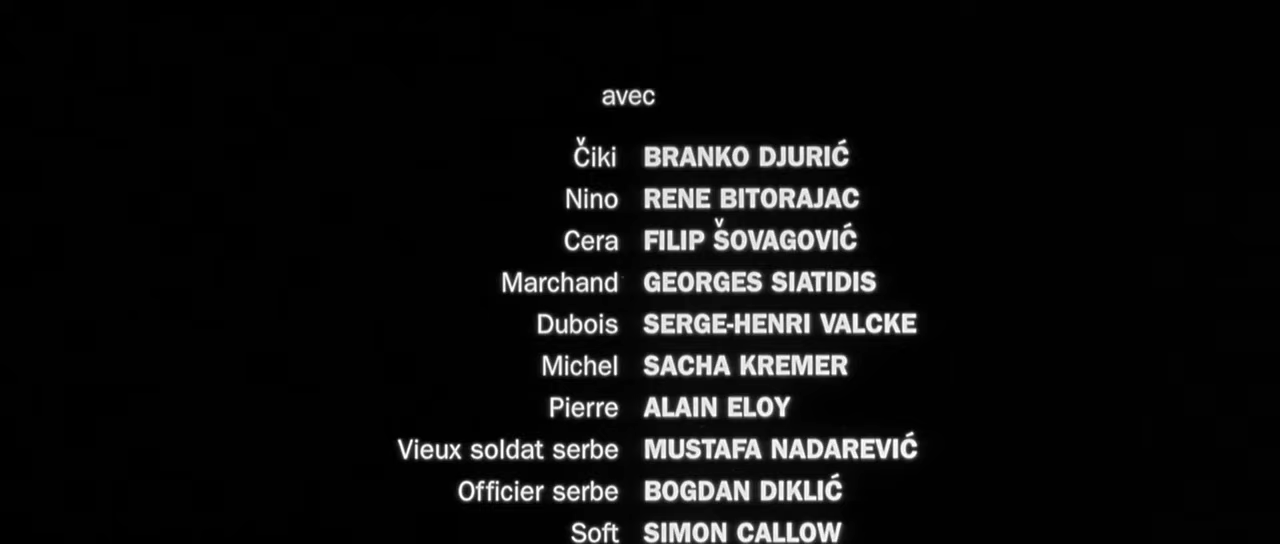 avec
Čiki BRANKO DJURIĆ
Nino RENE BITORAJAC
Cera FILIP ŠOVAGOVIĆ
Marchand GEORGES SIATIDIS
Dubois SERGE-HENRI VALCKE
Michel SACHA KREMER
Pierre ALAIN ELOY
Vieux soldat serbe MUSTAFA NADAREVIĆ
Officier serbe BOGDAN DIKLIĆ
Soft SIMON CALLOW